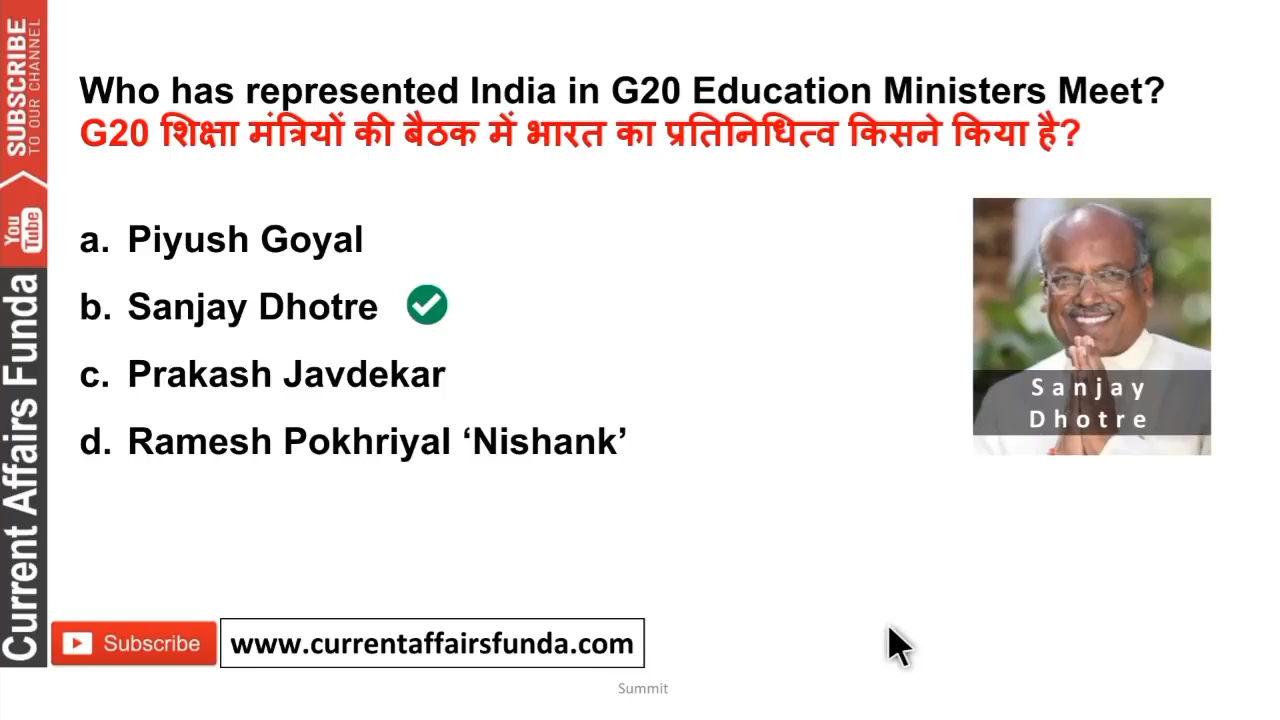 Who has represented India in G20 Education Ministers Meet?
G20 शिक्षा मंत्रियों की बैठक में भारत का प्रतिनिधित्व किसने किया है?
a. Piyush Goyal
b. Sanjay Dhotre
c. Prakash Javdekar
d. Ramesh Pokhriyal ‘Nishank’
Sanjay
Dhotre
SUBSCRIBE
TO OUR CHANNEL
You
Tube
Current Affairs Funda
Subscribe
www.currentaffairsfunda.com
Summit